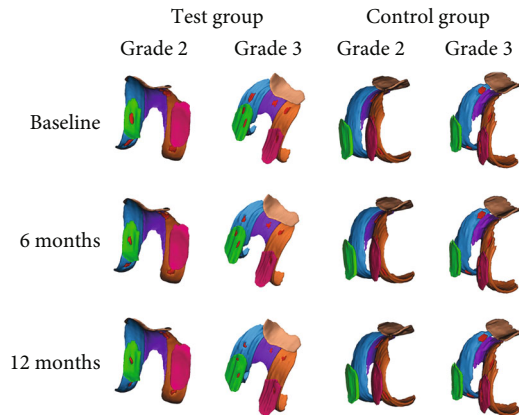 Test group Control group
Grade 2 Grade 3 Grade 2 Grade 3
Baseline
6 months
12 months